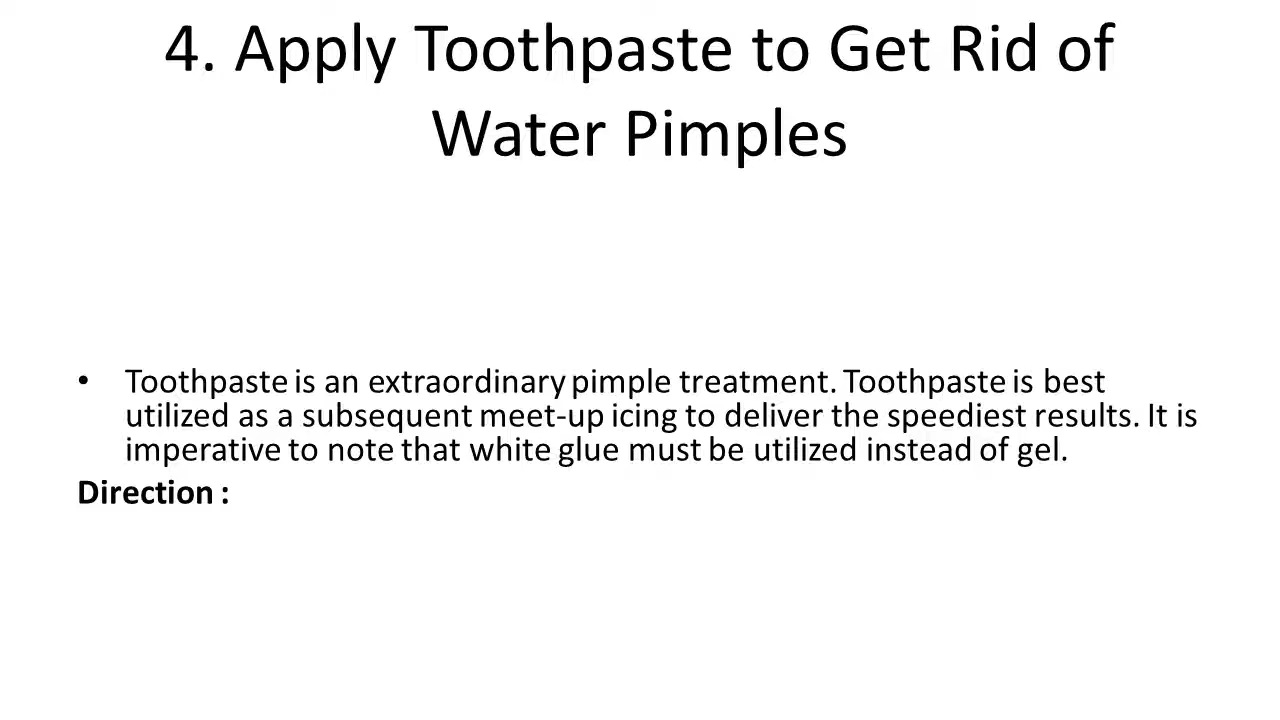 4. Apply Toothpaste to Get Rid of
Water Pimples
• Toothpaste is an extraordinary pimple treatment. Toothpaste is best
utilized as a subsequent meet-up icing to deliver the speediest results. It is
imperative to note that white glue must be utilized instead of gel.
Direction :